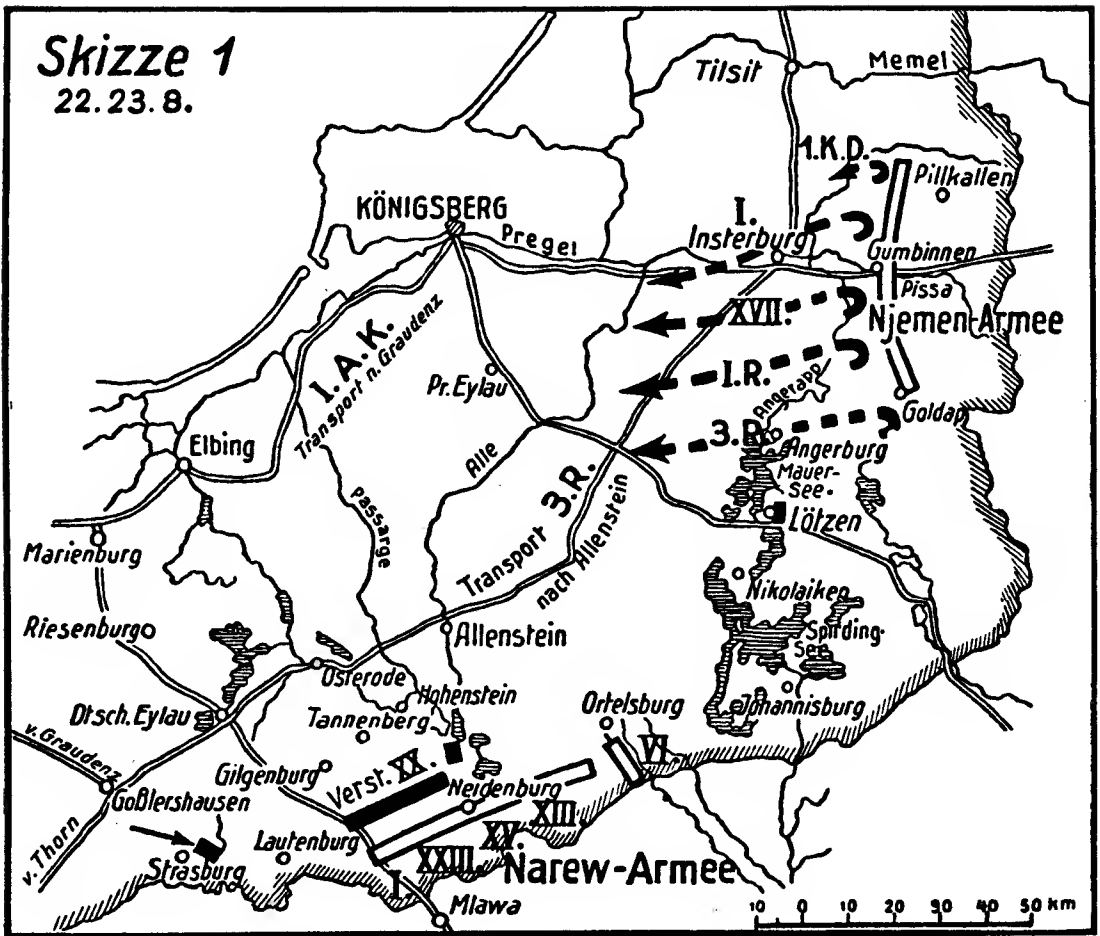 Skizze 1
22.23.8.
Tilsit
Memel
1.K.D.
Pillkallen
KÖNIGSBERG
Pregel
I.
Insterburg
Gumbinnen
Pissa
XVII.
Njemen-Armee
I.A.K.
Transport n. Graudenz
Pr.Eylau
I.R.
Angerapp
Goldap
Elbing
Alle
3.R.
Angerburg
Mauer-
See
Lötzen
Passarge
Transport 3.R.
nach Allenstein
Marienburg
Nikolaiken
Riesenburg
Allenstein
Spirding-
See
Osterode
Hohenstein
Ortelsburg
Johannisburg
Dtsch.Eylau
Tannenberg
v.Graudenz
Gilgenburg
Verst. XX.
VI.
Goßlershausen
Neidenburg
v.Thorn
Lautenburg
XIII.
XV.
Strasburg
XXIII.
Narew-Armee
I.
Mlawa
10 0 10 20 30 40 50 km